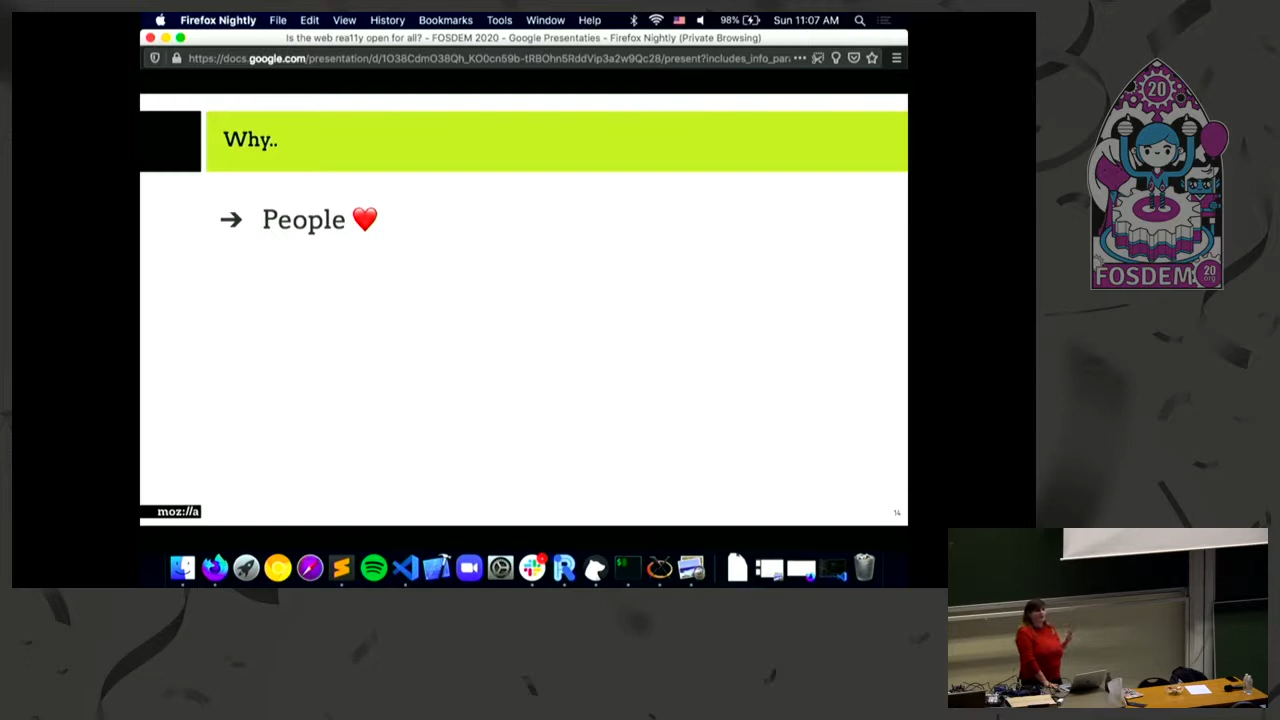 Firefox Nightly File Edit View History Bookmarks Tools Window Help 98% Sun 11:07 AM
Is the web rea11y open for all? - FOSDEM 2020 - Google Presentaties - Firefox Nightly (Private Browsing)
https://docs.google.com/presentation/d/1O38CdmO38Qh_KO0cn59b-tRBOhn5RddVip3a2w9Qc28/present?includes_info_par
Why..
→ People ❤️
moz://a
14
20
FOSDEM 20
.org